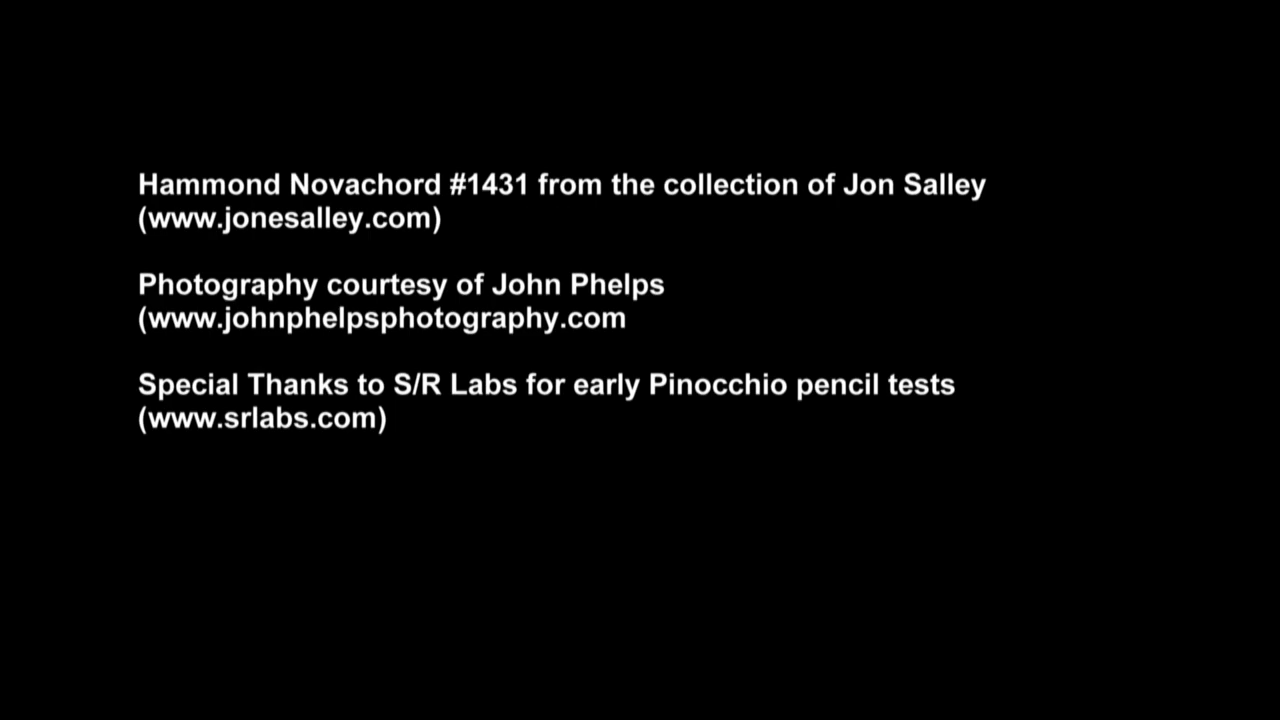 Hammond Novachord #1431 from the collection of Jon Salley
(www.jonesalley.com)
Photography courtesy of John Phelps
(www.johnphelpsphotography.com
Special Thanks to S/R Labs for early Pinocchio pencil tests
(www.srlabs.com)